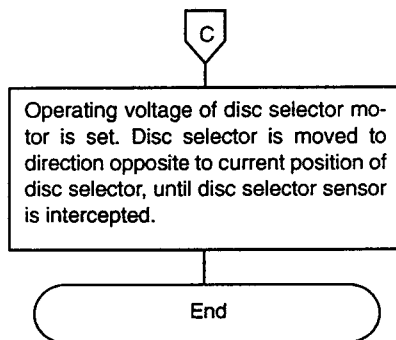 C
Operating voltage of disc selector mo-
tor is set. Disc selector is moved to
direction opposite to current position of
disc selector, until disc selector sensor
is intercepted.
End